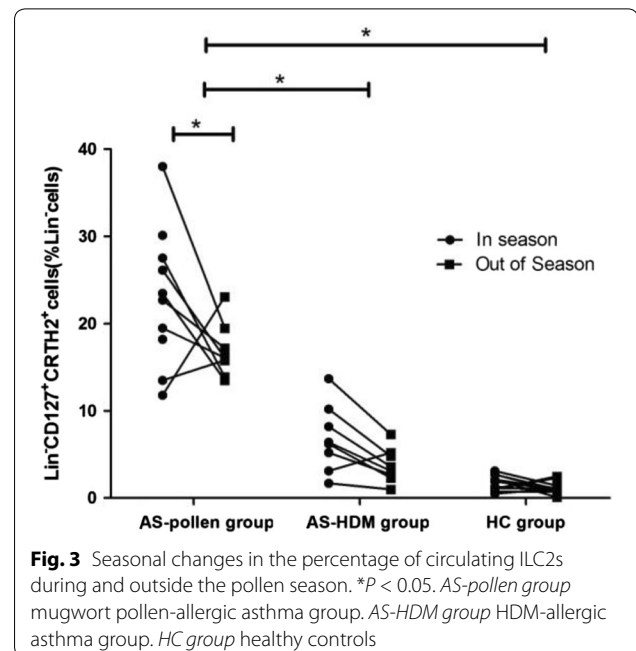 *
*
*
Lin⁻CD127⁺CRTH2⁺cells(%Lin⁻cells)
40
30
20
10
0
In season
Out of Season
AS-pollen group AS-HDM group HC group
Fig. 3 Seasonal changes in the percentage of circulating ILC2s
during and outside the pollen season. *P < 0.05. AS-pollen group
mugwort pollen-allergic asthma group. AS-HDM group HDM-allergic
asthma group. HC group healthy controls